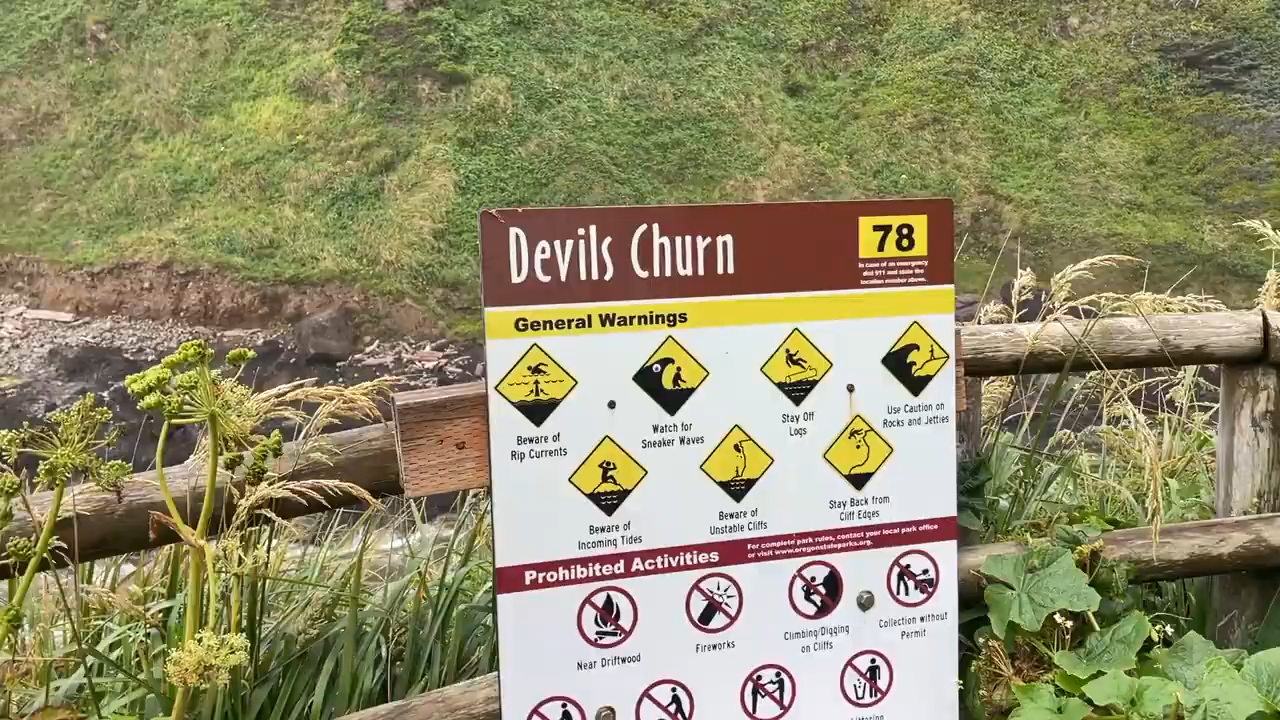 Devils Churn
78
In case of an emergency
dial 911 and state the
location number above.
General Warnings
Beware of
Rip Currents
Watch for
Sneaker Waves
Stay Off
Logs
Use Caution on
Rocks and Jetties
Beware of
Incoming Tides
Beware of
Unstable Cliffs
Stay Back from
Cliff Edges
Prohibited Activities
For complete park rules, contact your local park office
or visit www.oregonstateparks.org.
Near Driftwood
Fireworks
Climbing/Digging
on Cliffs
Collection without
Permit
Littering